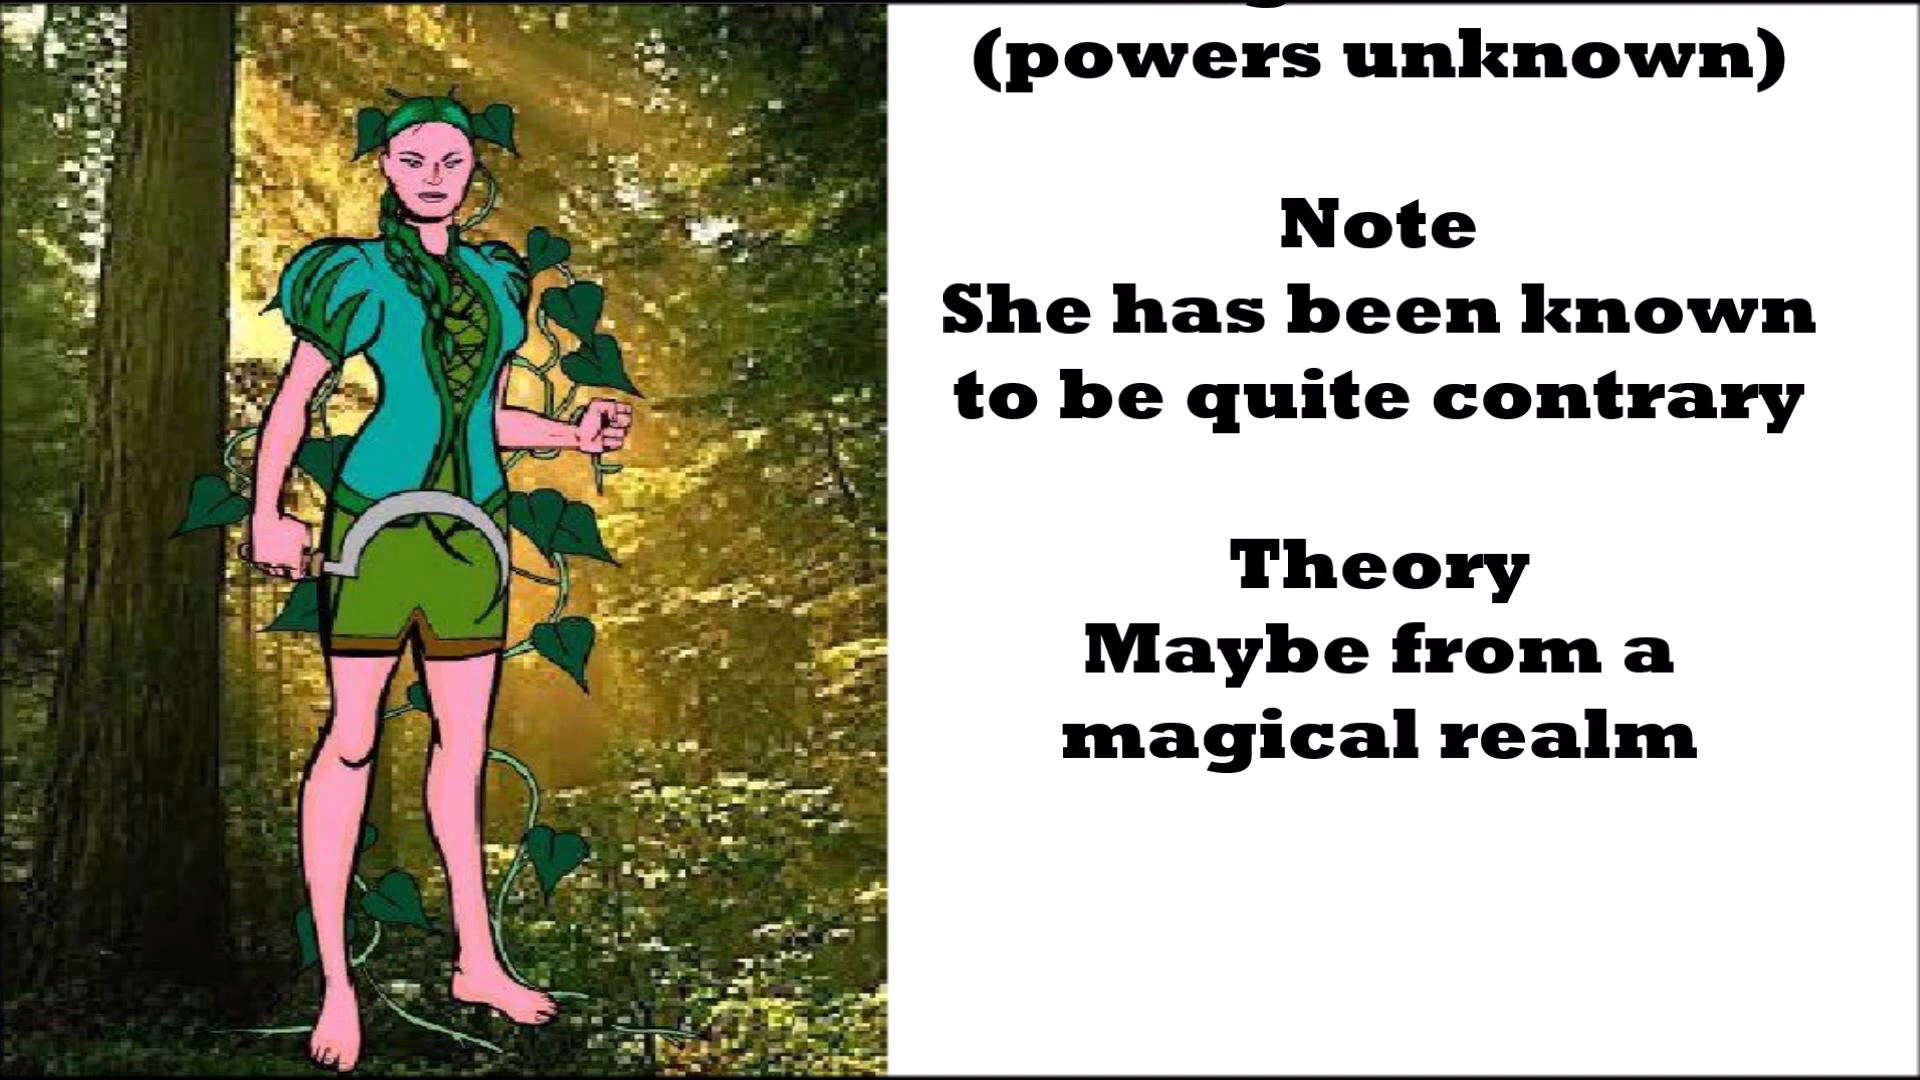 (powers unknown)
Note
She has been known
to be quite contrary
Theory
Maybe from a
magical realm